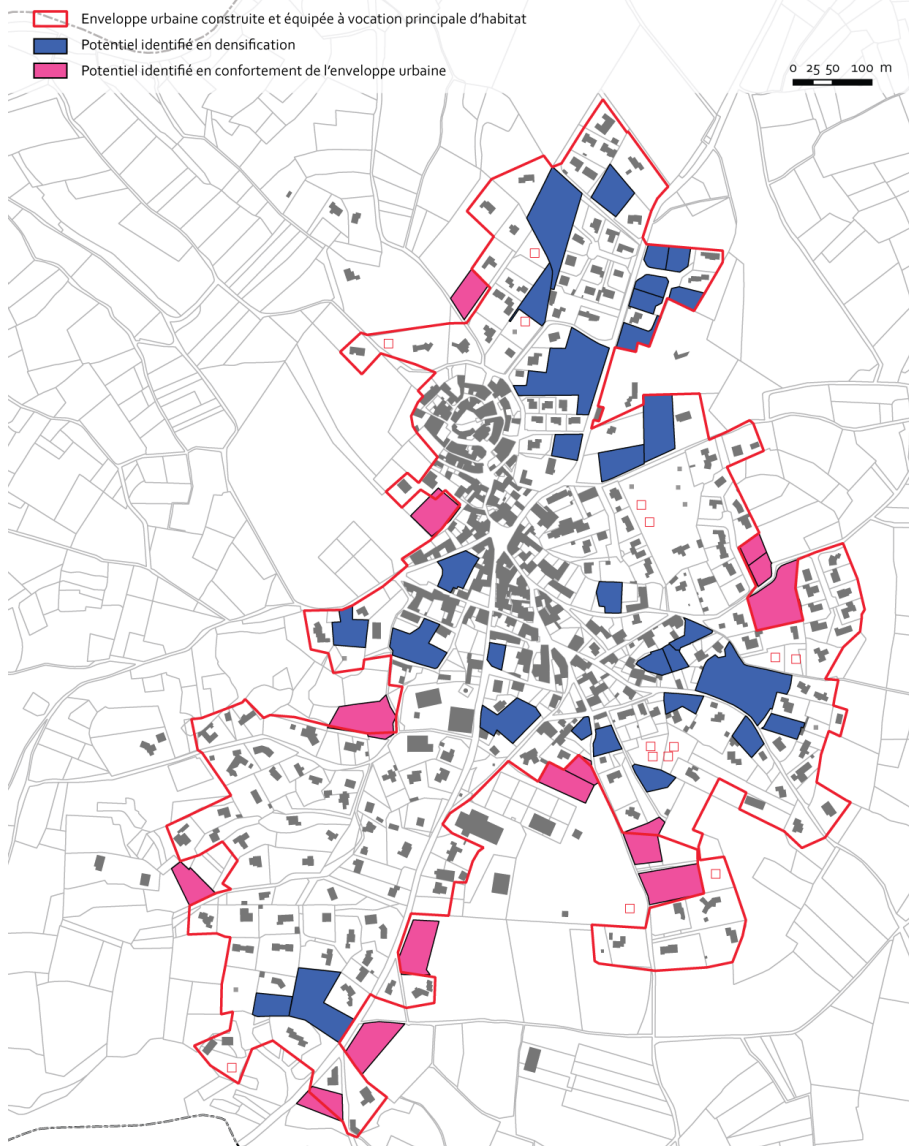 Enveloppe urbaine construite et équipée à vocation principale d'habitat
Potentiel identifié en densification
Potentiel identifié en confortement de l'enveloppe urbaine
0 25 50 100 m